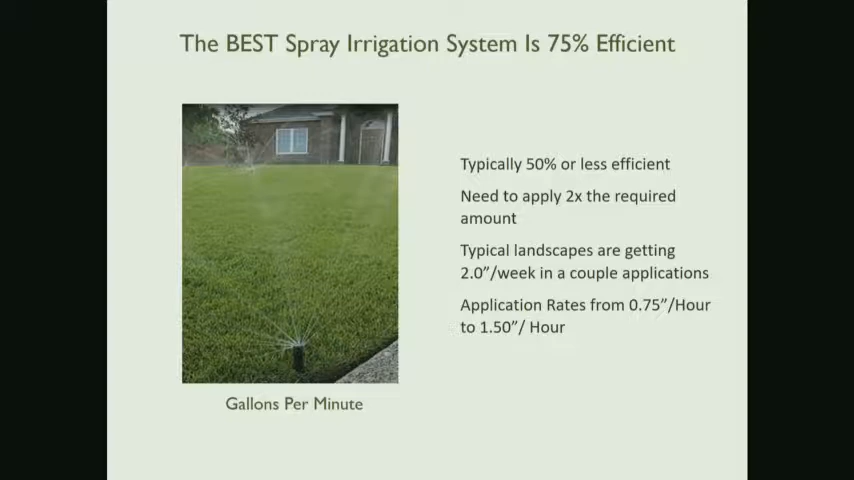 The BEST Spray Irrigation System Is 75% Efficient
Typically 50% or less efficient
Need to apply 2x the required
amount
Typical landscapes are getting
2.0”/week in a couple applications
Application Rates from 0.75”/Hour
to 1.50”/ Hour
Gallons Per Minute